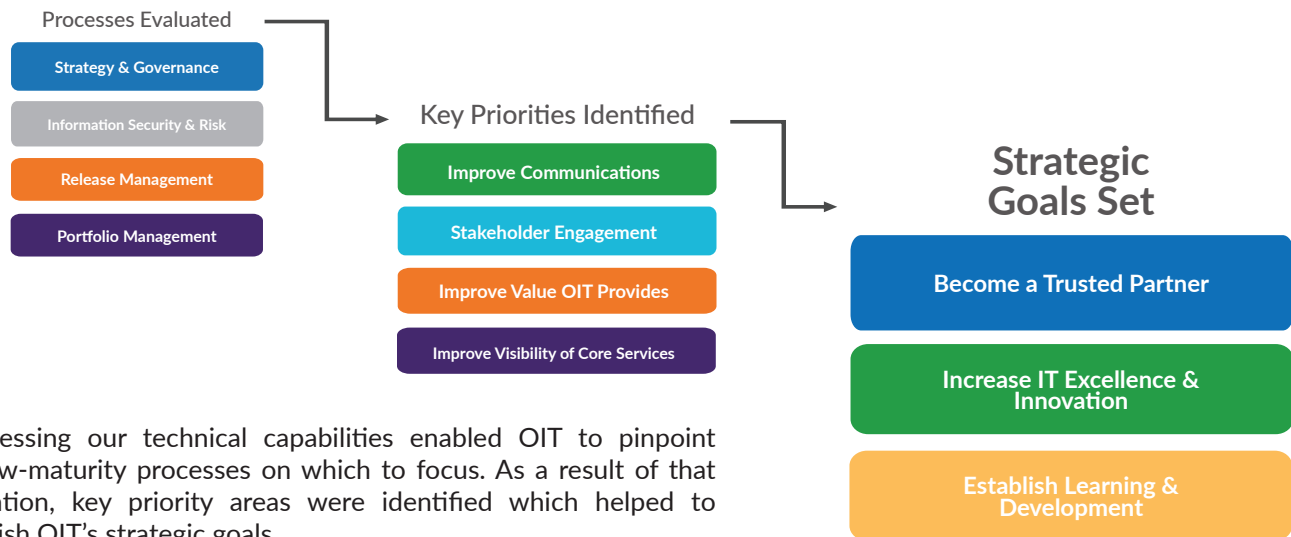 Processes Evaluated
Strategy & Governance
Information Security & Risk
Release Management
Portfolio Management
Key Priorities Identified
Improve Communications
Stakeholder Engagement
Improve Value OIT Provides
Improve Visibility of Core Services
Strategic
Goals Set
Become a Trusted Partner
Increase IT Excellence &
Innovation
Establish Learning &
Development
our technical capabilities enabled OIT to pinpoint
processes on which to focus. As a result of that
key priority areas were identified which helped to
OIT's strategic goals